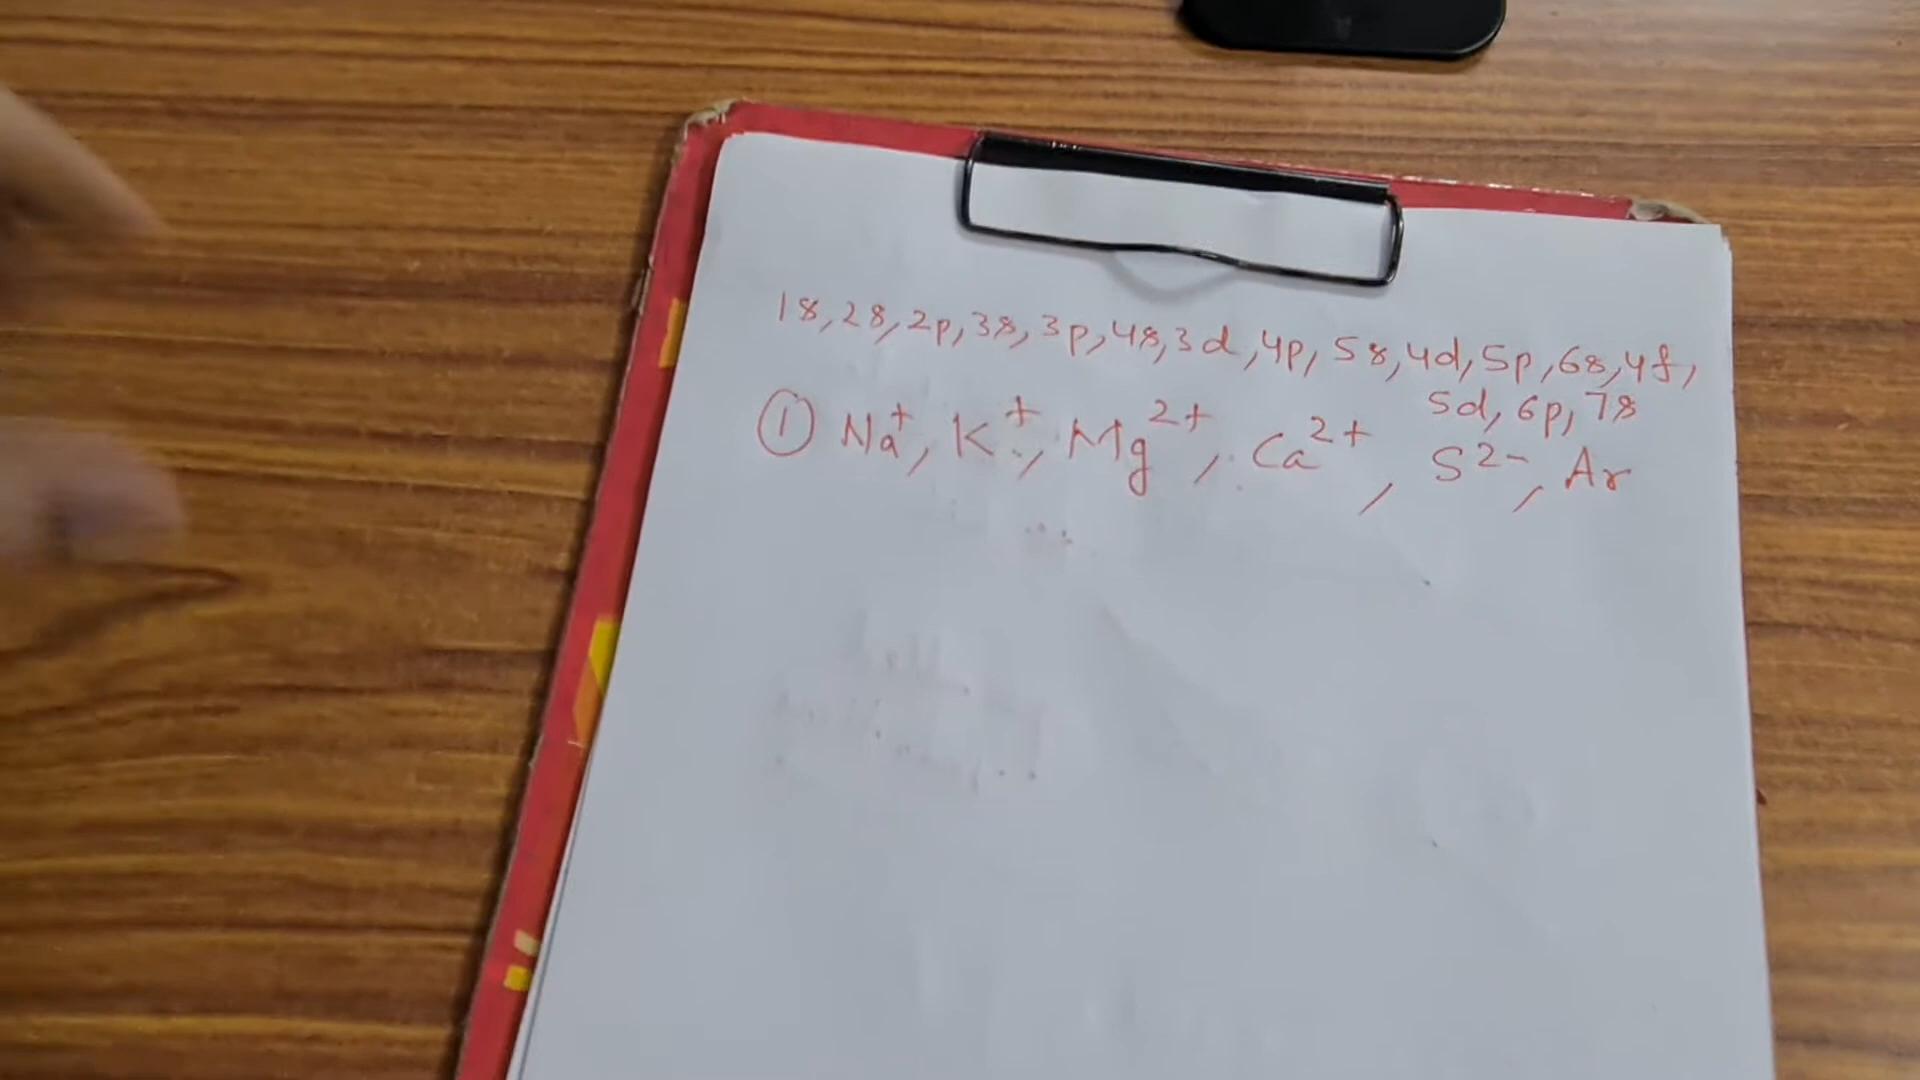 1s, 2s, 2p, 3s, 3p, 4s, 3d, 4p, 5s, 4d, 5p, 6s, 4f,
5d, 6p, 7s
① Na⁺, K⁺, Mg²⁺, Ca²⁺, S²⁻, Ar